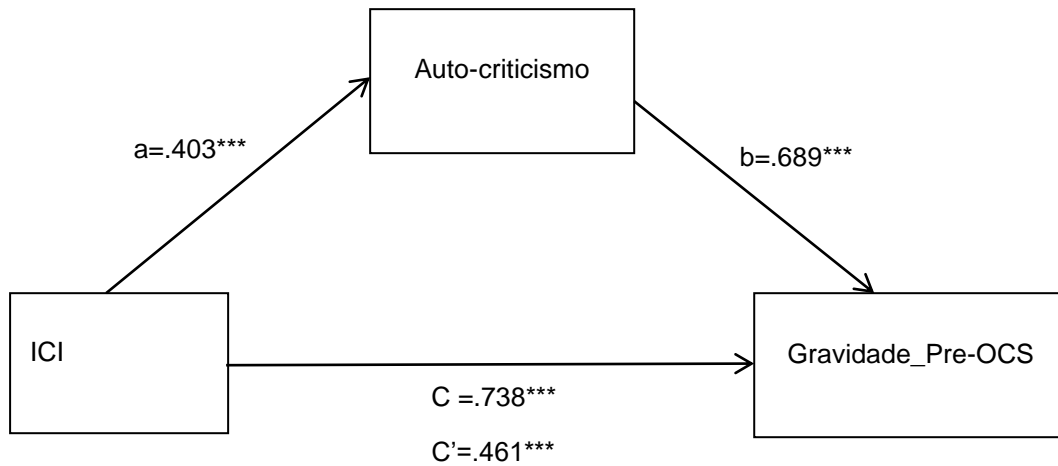 Auto-criticismo
a=.403***
b=.689***
ICI
Gravidade_Pre-OCS
C =.738***
C’=.461***